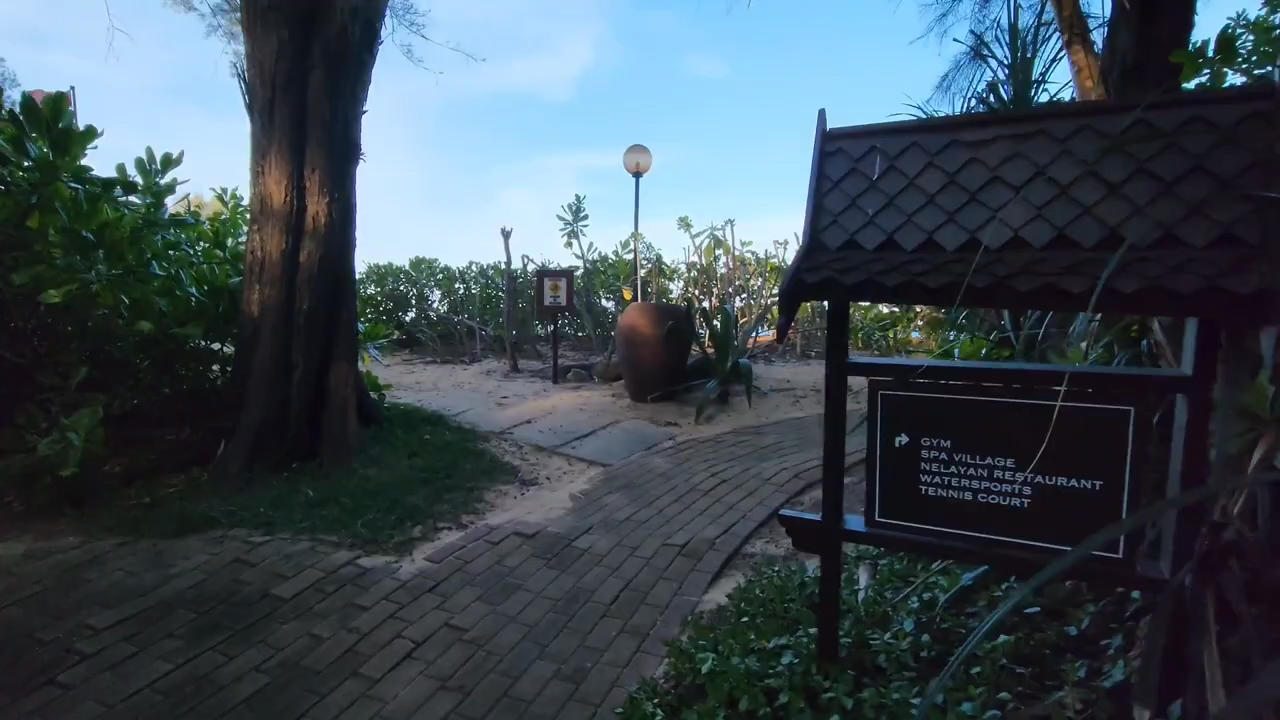 GYM
SPA VILLAGE
NELAYAN RESTAURANT
WATERSPORTS
TENNIS COURT